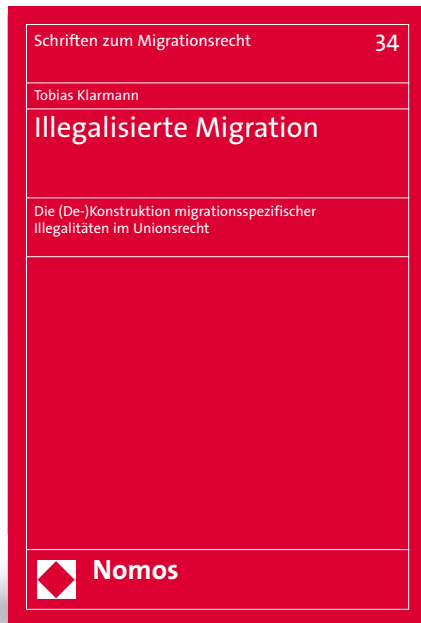 Schriften zum Migrationsrecht 34
Tobias Klarmann
Illegalisierte Migration
Die (De-)Konstruktion migrationsspezifischer
Illegalitäten im Unionsrecht
Nomos